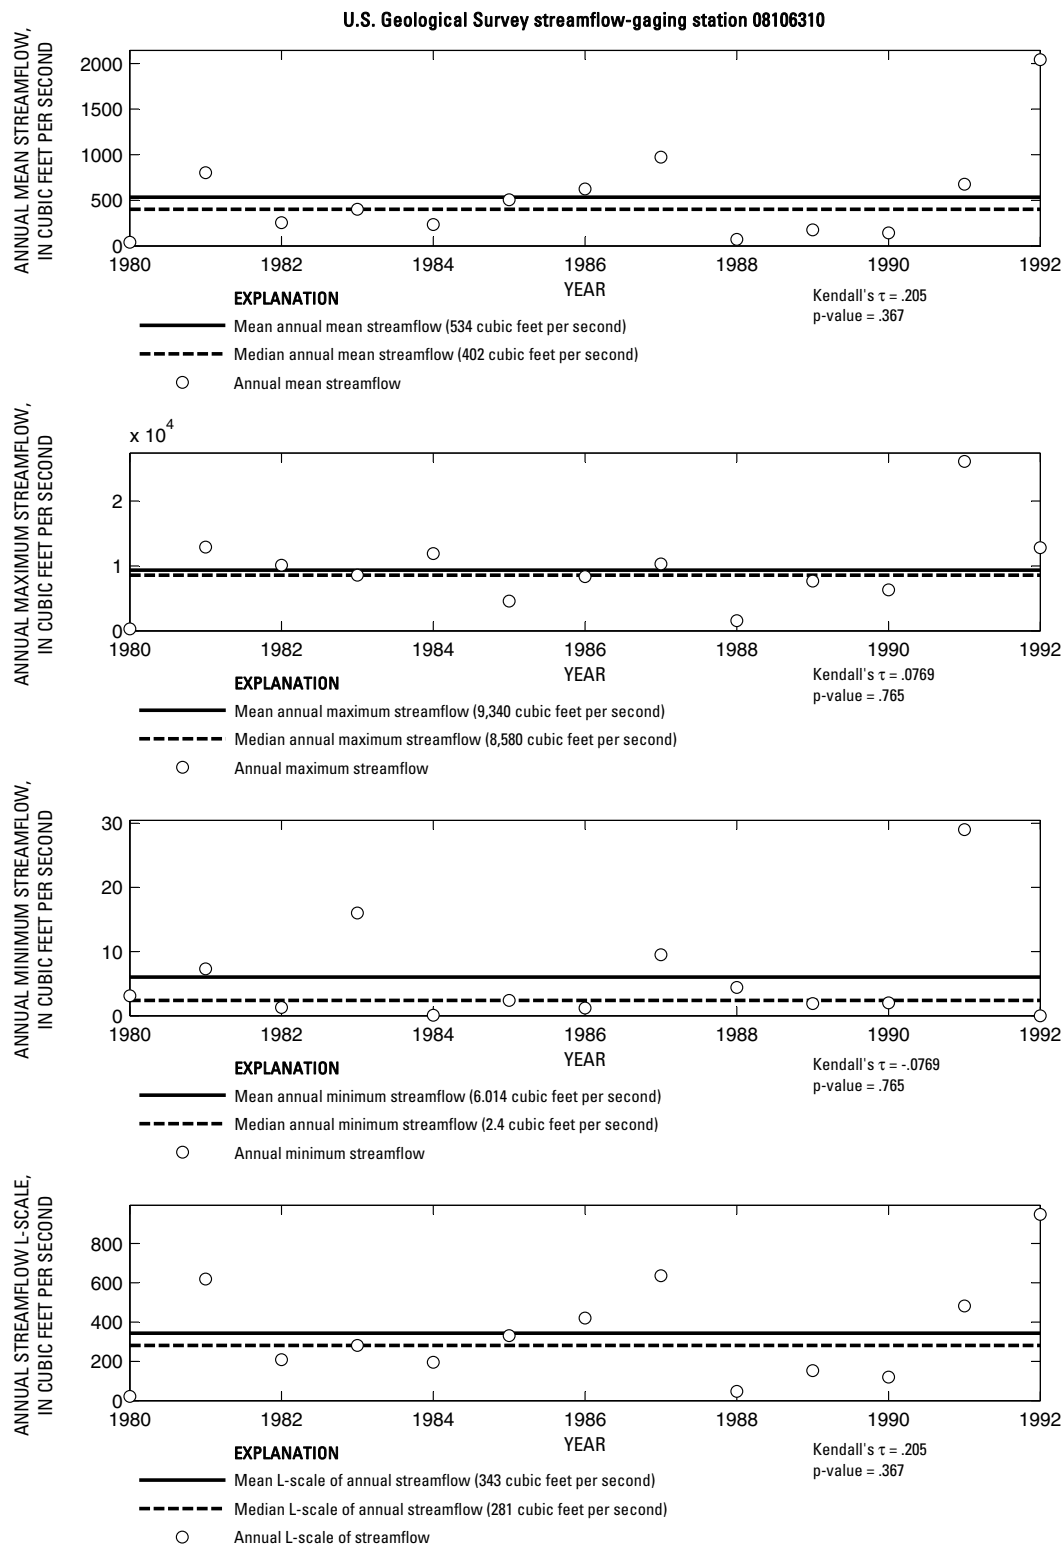 U.S. Geological Survey streamflow-gaging station 08106310
ANNUAL MEAN STREAMFLOW,
IN CUBIC FEET PER SECOND
2000
1500
1000
500
0
1980 1982 1984 1986 1988 1990 1992
YEAR
Kendall's τ = .205
p-value = .367
EXPLANATION
Mean annual mean streamflow (534 cubic feet per second)
Median annual mean streamflow (402 cubic feet per second)
Annual mean streamflow
ANNUAL MAXIMUM STREAMFLOW,
IN CUBIC FEET PER SECOND
x 10^4
2
1
0
1980 1982 1984 1986 1988 1990 1992
YEAR
Kendall's τ = .0769
p-value = .765
EXPLANATION
Mean annual maximum streamflow (9,340 cubic feet per second)
Median annual maximum streamflow (8,580 cubic feet per second)
Annual maximum streamflow
ANNUAL MINIMUM STREAMFLOW,
IN CUBIC FEET PER SECOND
30
20
10
0
1980 1982 1984 1986 1988 1990 1992
YEAR
Kendall's τ = -.0769
p-value = .765
EXPLANATION
Mean annual minimum streamflow (6.014 cubic feet per second)
Median annual minimum streamflow (2.4 cubic feet per second)
Annual minimum streamflow
ANNUAL STREAMFLOW L-SCALE,
IN CUBIC FEET PER SECOND
800
600
400
200
0
1980 1982 1984 1986 1988 1990 1992
YEAR
Kendall's τ = .205
p-value = .367
EXPLANATION
Mean L-scale of annual streamflow (343 cubic feet per second)
Median L-scale of annual streamflow (281 cubic feet per second)
Annual L-scale of streamflow